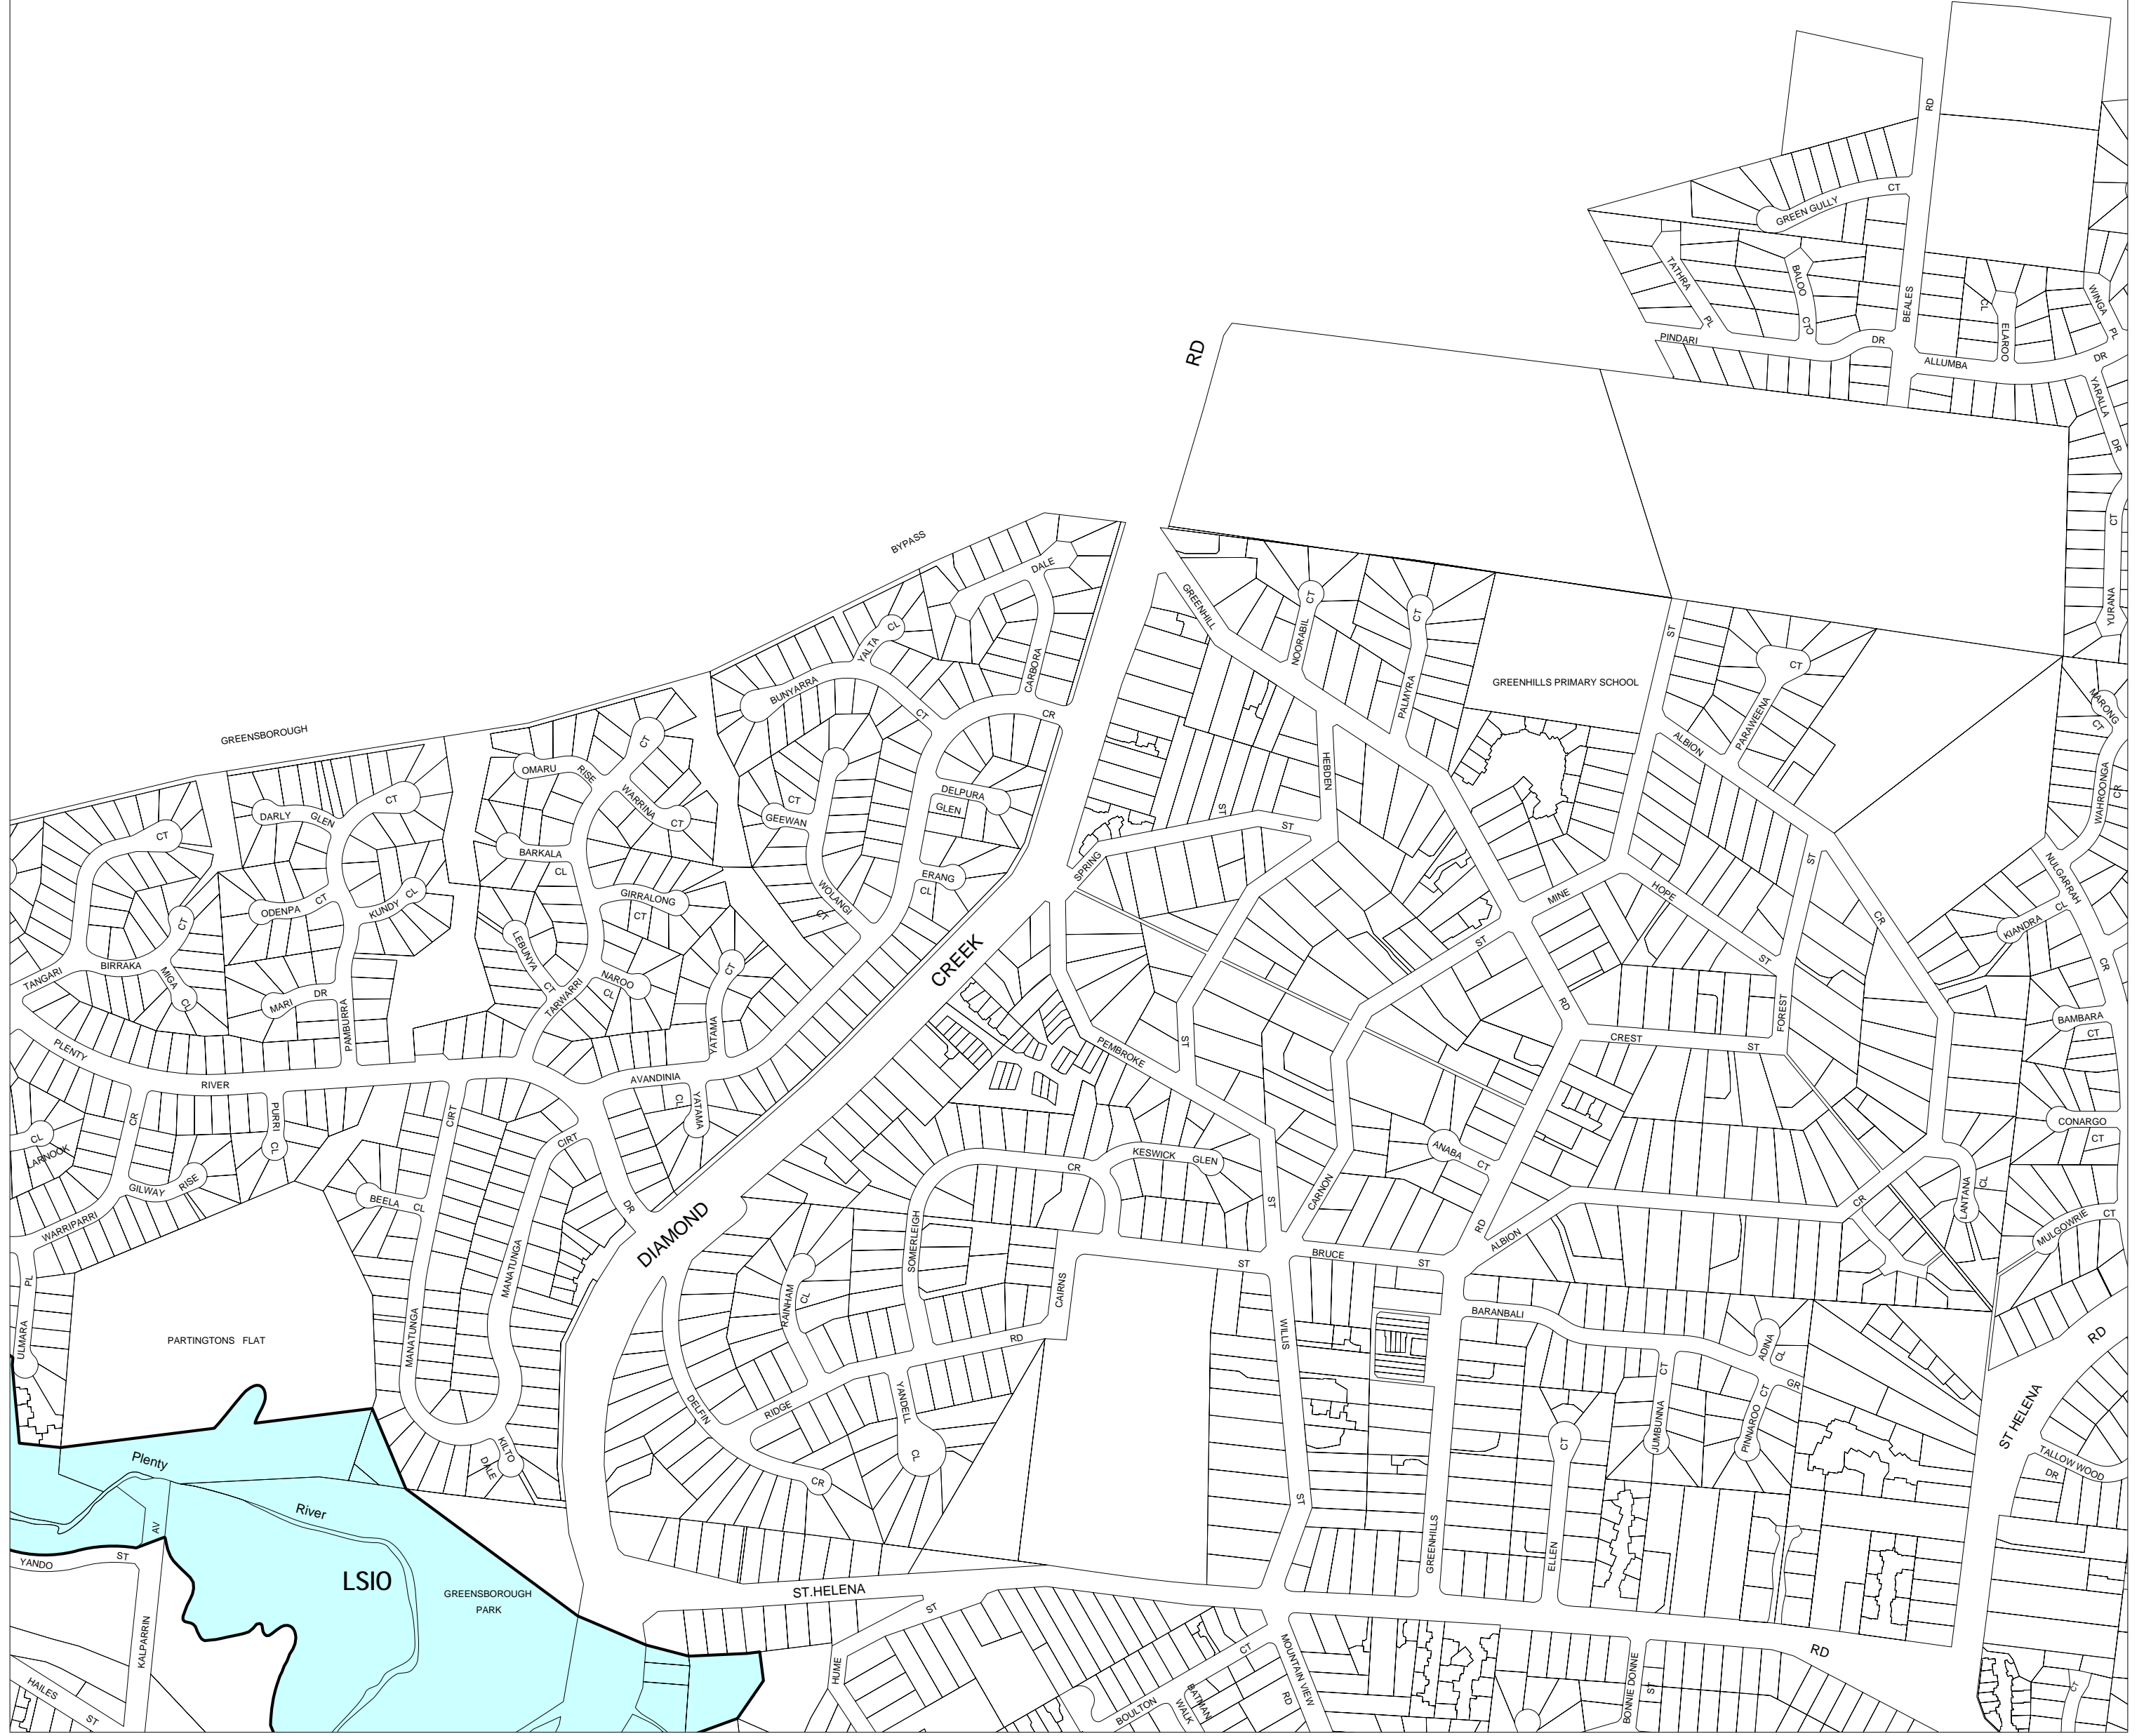 RD
CT
GREEN GULLY
TATHRA
PL
BALOO
CTO
BEALES
CL
ELAROO
WINGA
PL
PINDARI
DR
ALLUMBA
DR
YARALLA
DR
RD
CT
YURANA
BYPASS
DALE
CARBORA
CR
YALTA
CL
BUNYARRA
CT
GREENSBOROUGH
GREENHILL
NOORABIL
CT
PALMYRA
CT
GREENHILLS PRIMARY SCHOOL
ST
PARAWEENA
CT
ALBION
MARONG
CT
WAHROONGA
CR
OMARU
RISE
CT
WARRINA
CT
GEEWAN
CT
DELPURA
GLEN
HEBDEN
ST
ST
SPRING
DARLY
GLEN
CT
CT
BARKALA
CL
ERANG
CL
WOLANGI
CT
GIRRALONG
CT
KUNDY
CL
ODENPA
CT
CT
MINE
HOPE
ST
ST
CR
NULGARRAH
KIANDRA
CL
CR
TANGARI
BIRRAKA
MIGA
CL
MARI
DR
PAMBURRA
LEBUNYA
CT
TARWARRI
NAROO
CL
CT
YATAMA
CREEK
ST
RD
FOREST
CREST
ST
BAMBARA
CT
PLENTY
RIVER
PEMBROKE
ST
AVANDINIA
CL
YATAMA
CR
PURRI
CL
CIRT
CIRT
CL
LARNOOK
GILWAY
RISE
WARRIPARRI
BEELA
CL
DR
KESWICK
GLEN
CR
ANABA
CT
CONARGO
CT
CL
LANTANA
CR
MULGOWRIE
CT
DIAMOND
SOMERLEIGH
ST
CARNON
RD
ALBION
BRUCE
ST
ST
PL
ULMARA
MANATUNGA
MANATUNGA
RAINHAM
CL
CAIRNS
RD
PARTINGTONS FLAT
WILLIS
BARANBALI
ADINA
CL
GR
RD
ST HELENA
DELFIN
RIDGE
YANDELL
CL
CR
JUMBUNNA
CT
PINNAROO
CT
CT
KILTO
DALE
TALLOW WOOD
DR
Plenty
River
AV
YANDO
ST
LSIO
GREENSBOROUGH
PARK
ST
GREENHILLS
ELLEN
ST.HELENA
ST
KALPARRIN
HUME
CT
MOUNTAIN VIEW
RD
BOULTON
BATMAN
WALK
BONNIE DONNE
ST
RD
CT
HAILES
ST